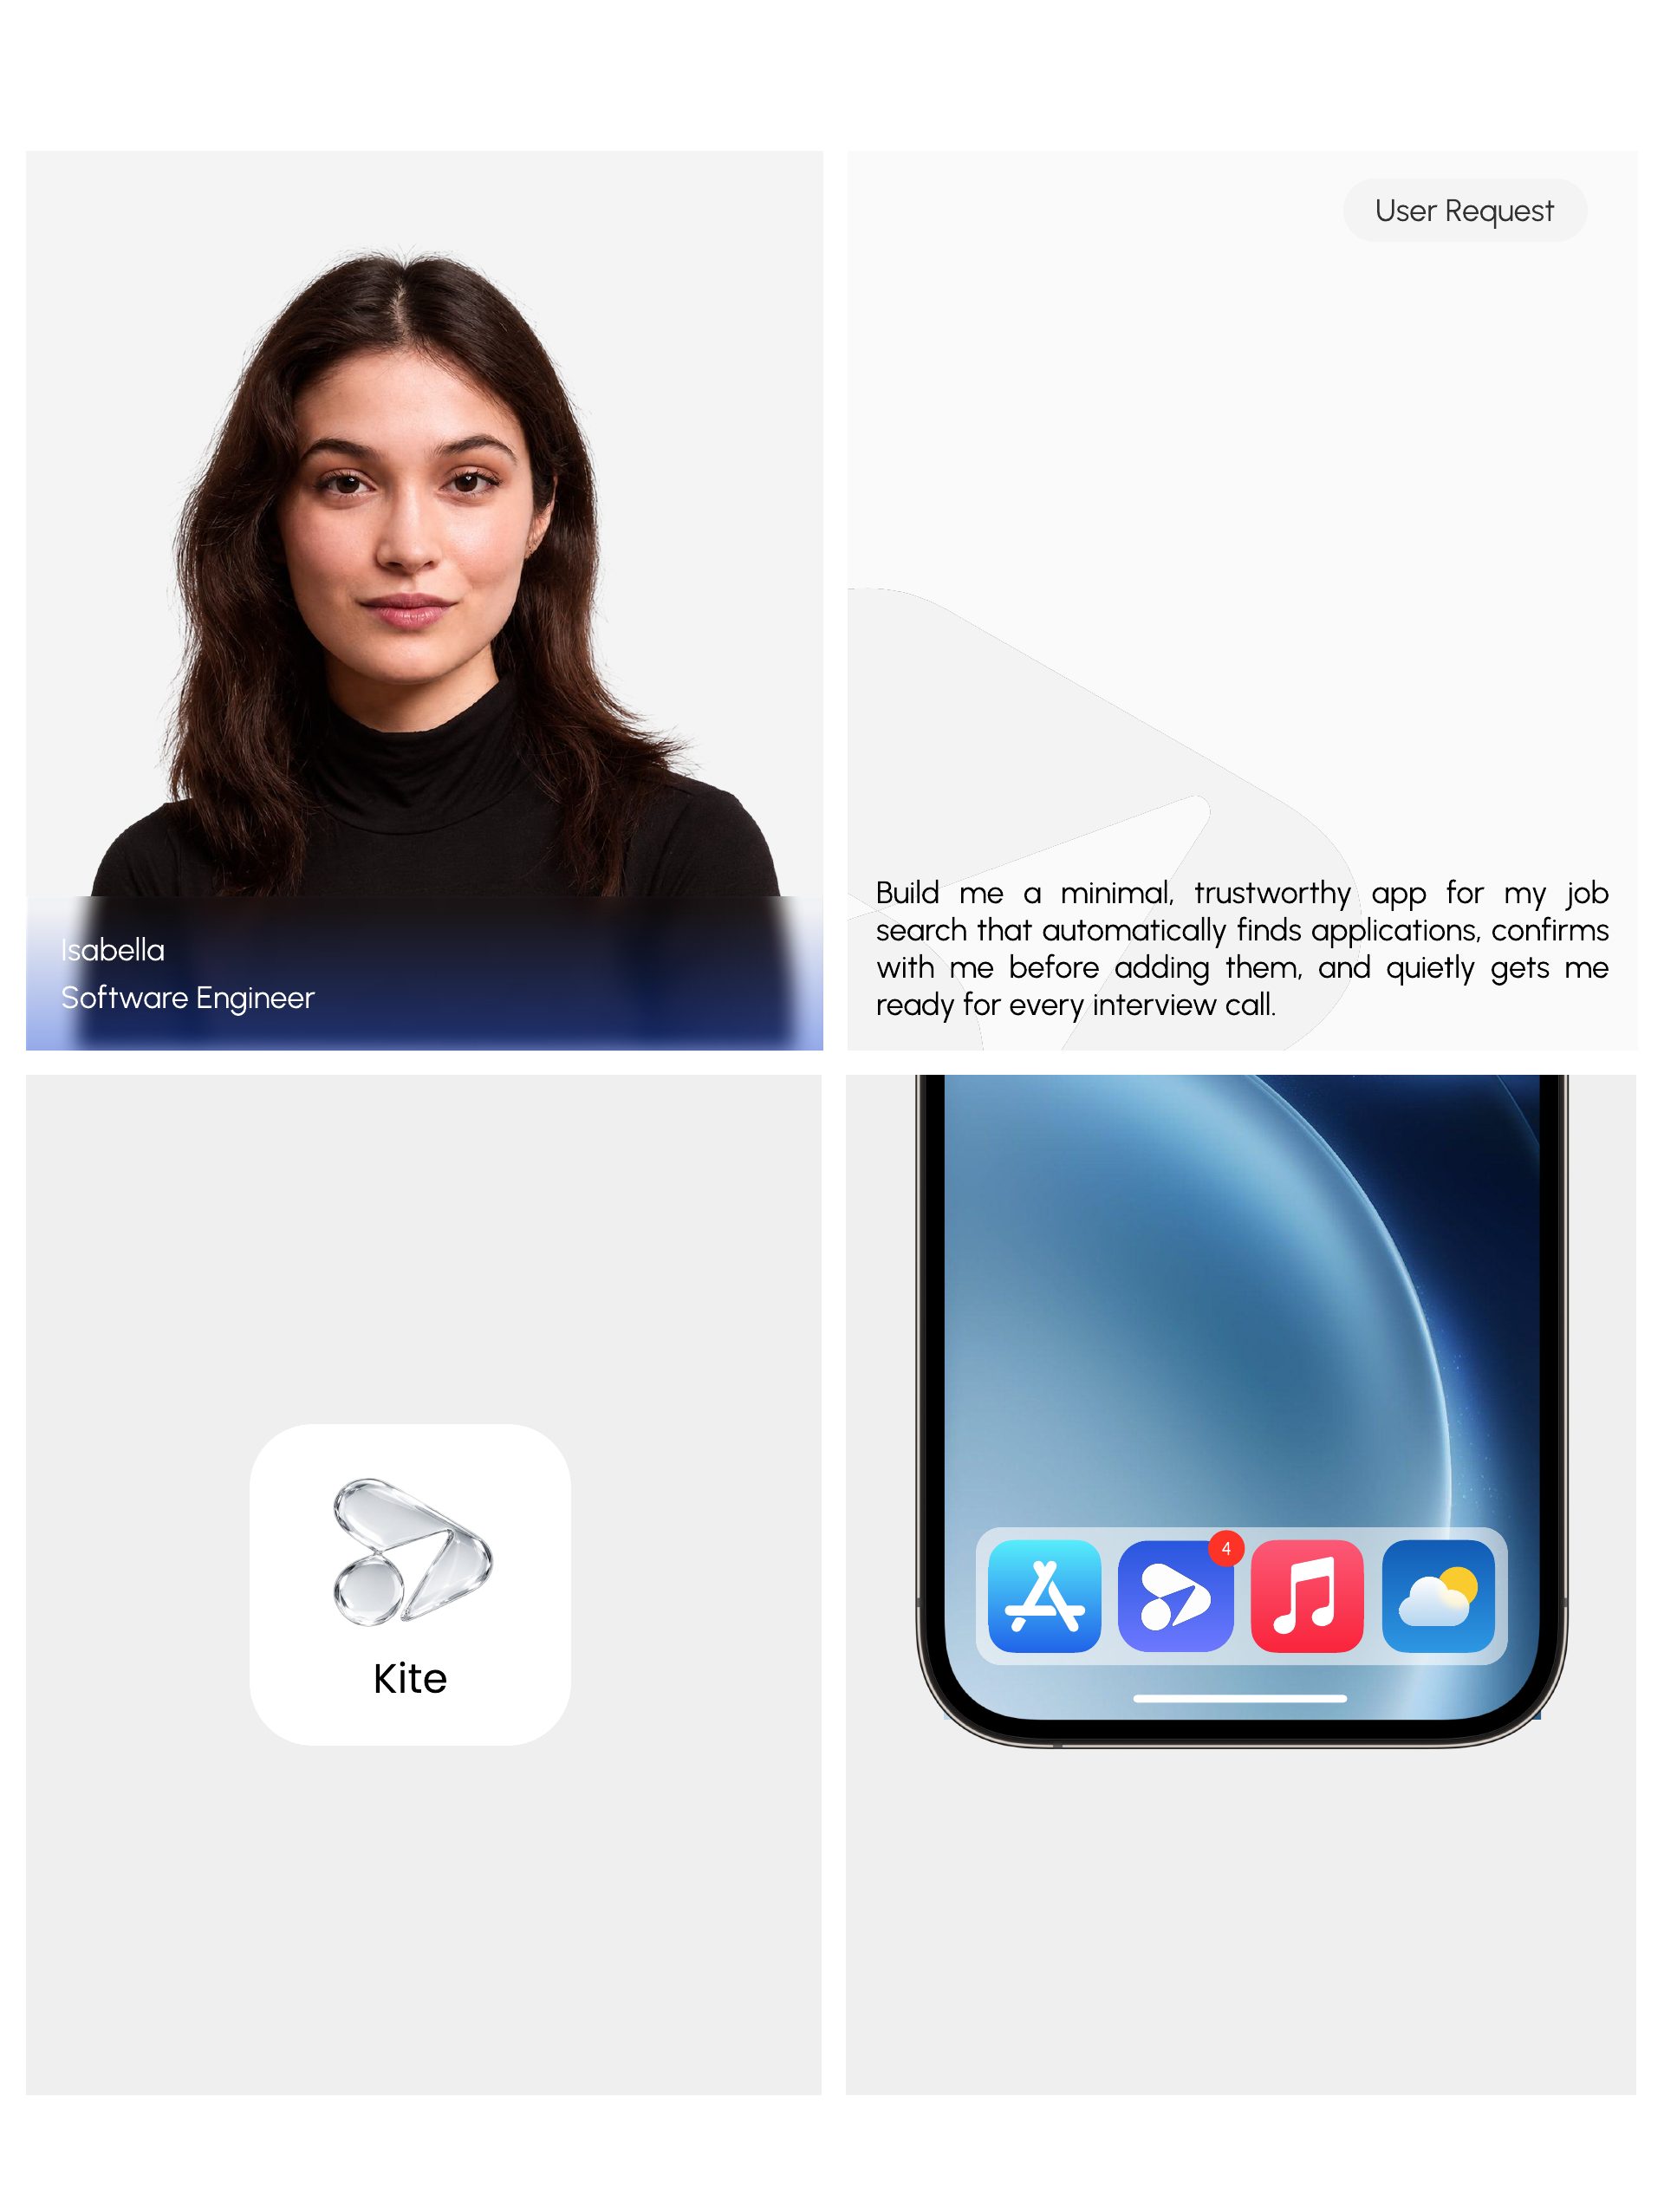 User Request
Isabella
Software Engineer
Build me a minimal, trustworthy app for my job
search that automatically finds applications, confirms
with me before adding them, and quietly gets me
ready for every interview call.
Kite
4